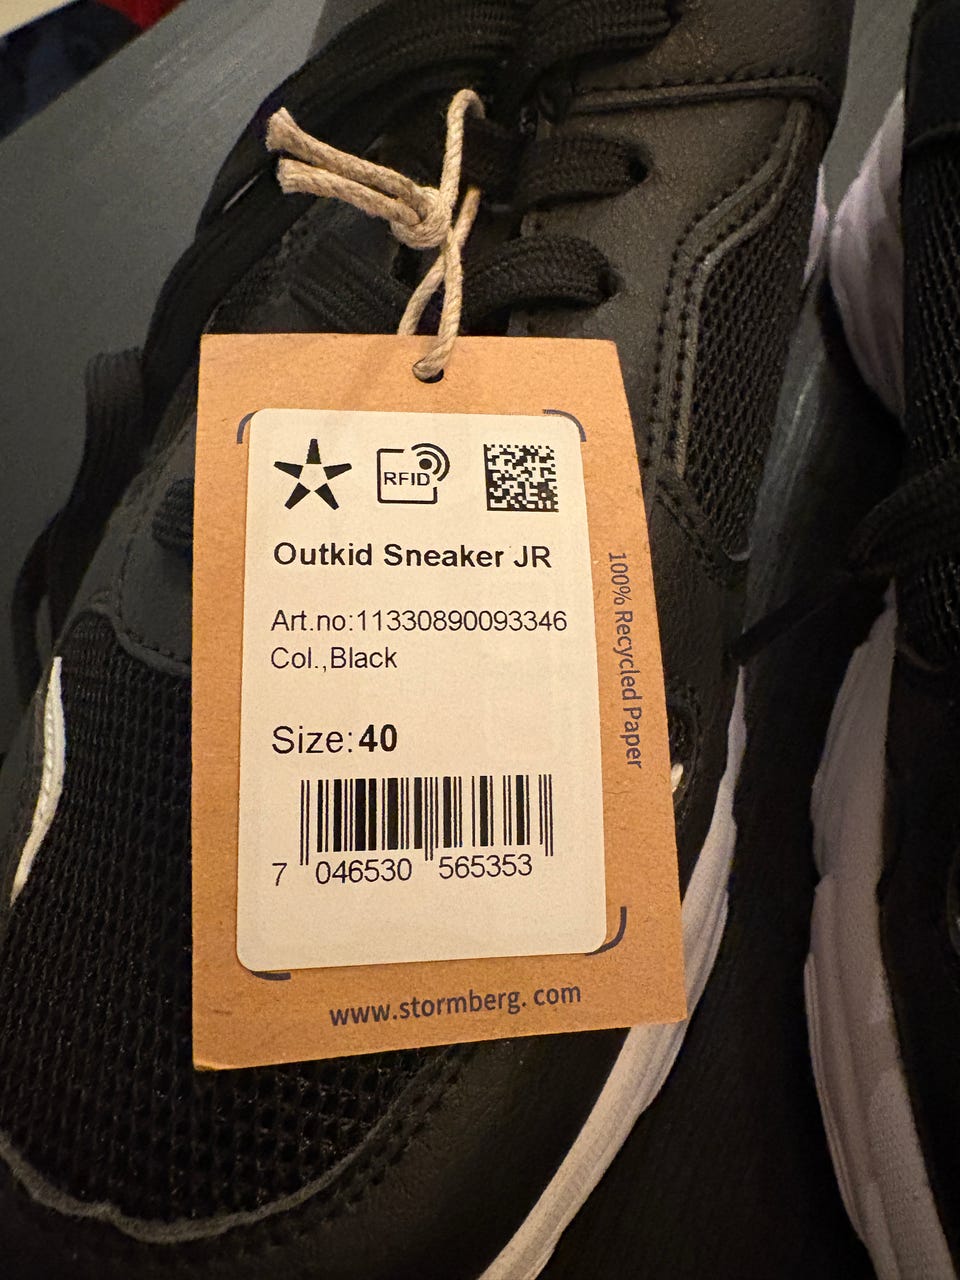 RFID
Outkid Sneaker JR
Art.no:11330890093346
Col.,Black
Size:40
7 046530 565353
100% Recycled Paper
www.stormberg. com